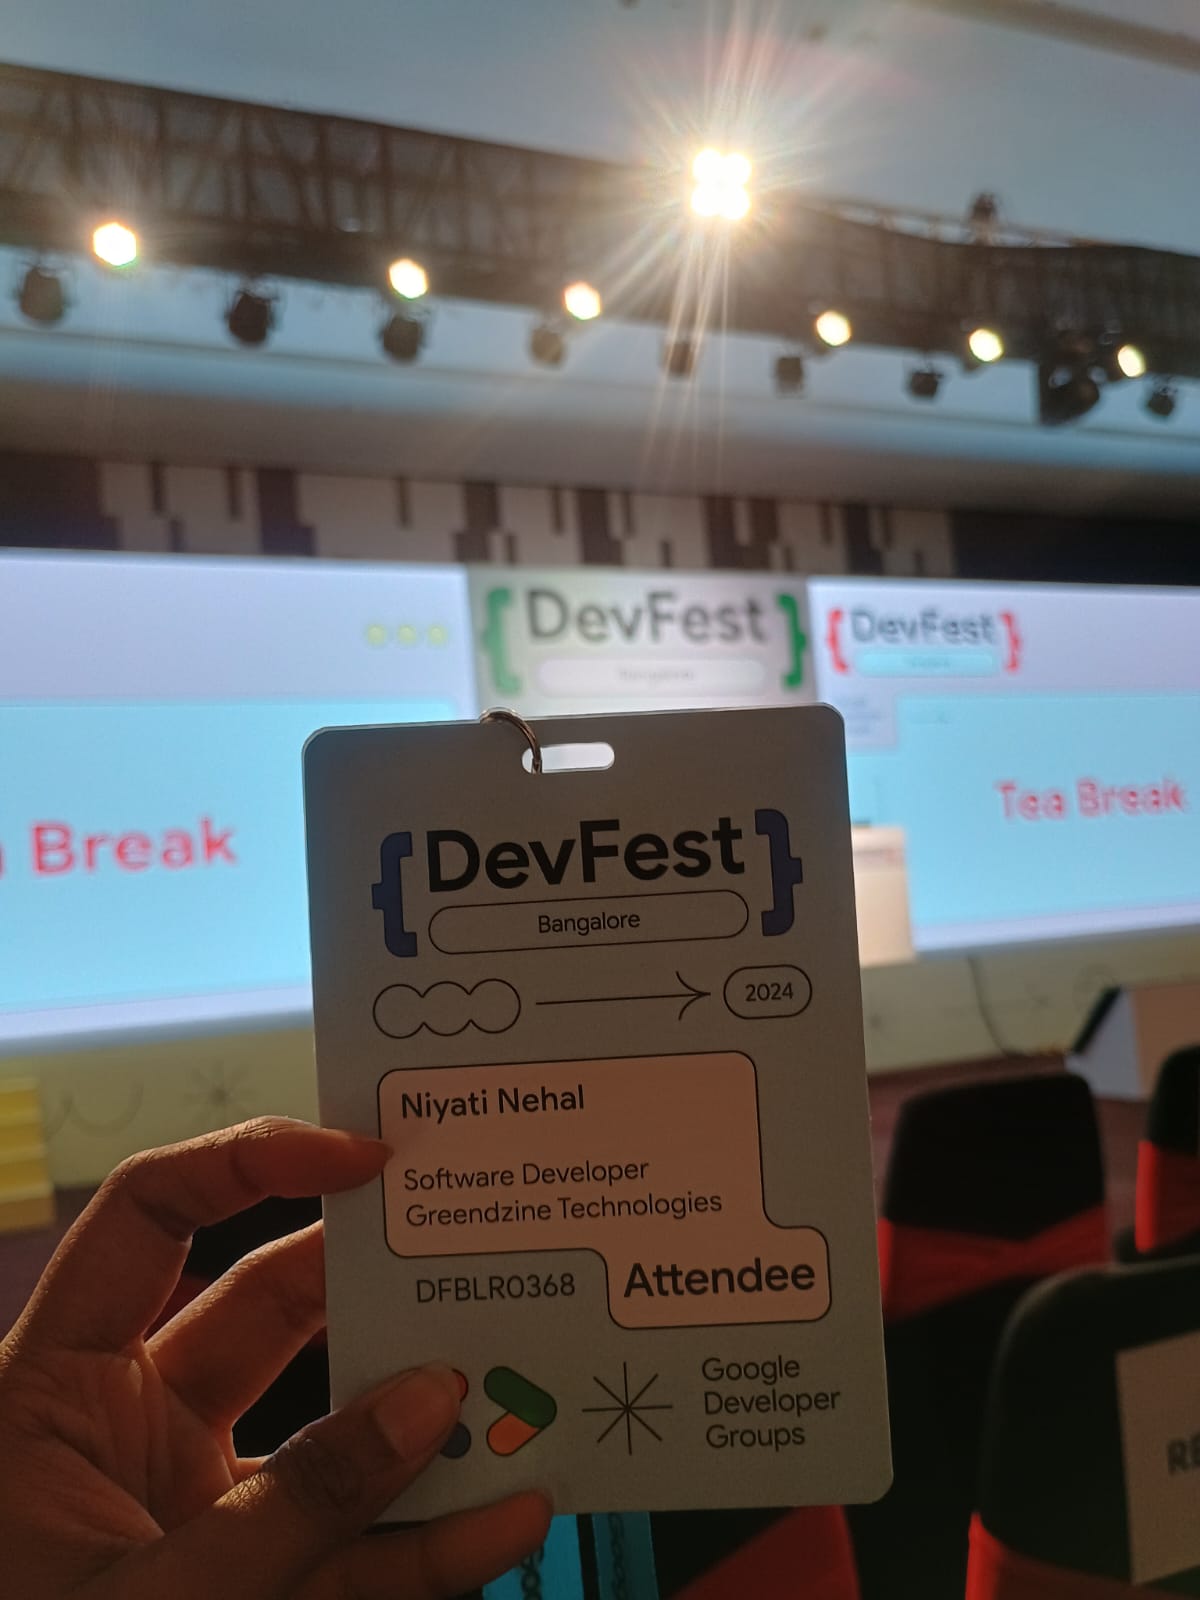 DevFest
DevFest
Break
Tea Break
DevFest
Bangalore
2024
Niyati Nehal
Software Developer
Greendzine Technologies
DFBLR0368
Attendee
Google
Developer
Groups